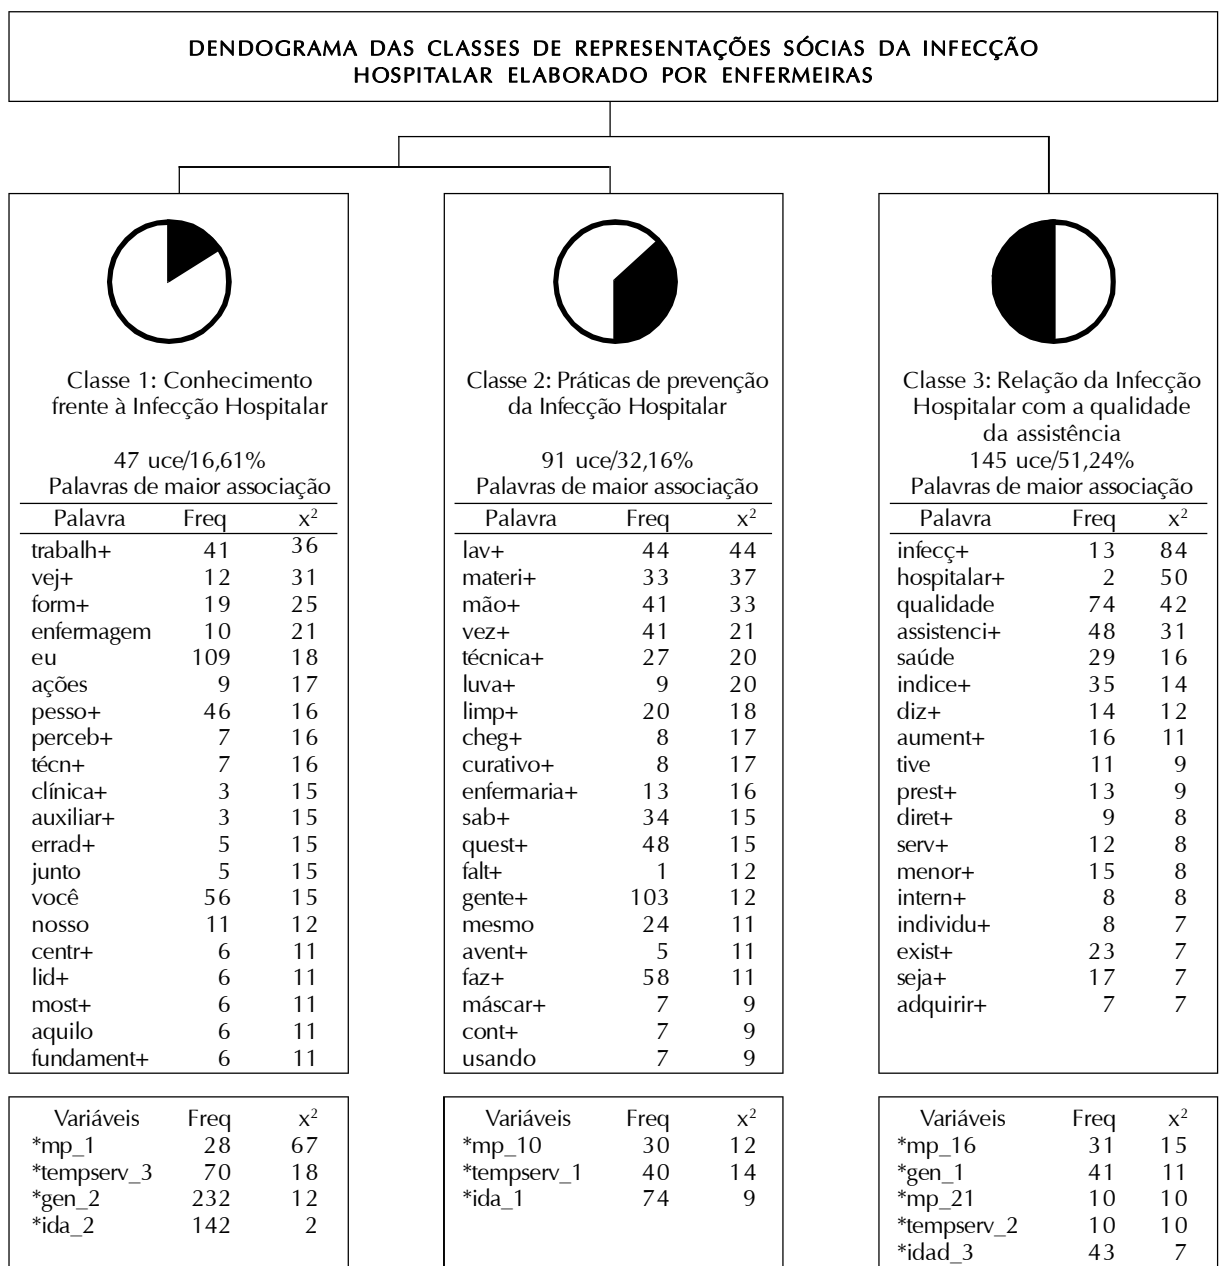 DENDOGRAMA DAS CLASSES DE REPRESENTAÇÕES SÓCIAS DA INFECÇÃO
HOSPITALAR ELABORADO POR ENFERMEIRAS
Classe 1: Conhecimento
frente à Infecção Hospitalar
47 uce/16,61%
Palavras de maior associação
Palavra Freq x²
trabalh+ 41 36
vej+ 12 31
form+ 19 25
enfermagem 10 21
eu 109 18
ações 9 17
pesso+ 46 16
perceb+ 7 16
técn+ 7 16
clínica+ 3 15
auxiliar+ 3 15
errad+ 5 15
junto 5 15
você 56 15
nosso 11 12
centr+ 6 11
lid+ 6 11
most+ 6 11
aquilo 6 11
fundament+ 6 11
Variáveis Freq x²
*mp_1 28 67
*tempserv_3 70 18
*gen_2 232 12
*ida_2 142 2
Classe 2: Práticas de prevenção
da Infecção Hospitalar
91 uce/32,16%
Palavras de maior associação
Palavra Freq x²
lav+ 44 44
materi+ 33 37
mão+ 41 33
vez+ 41 21
técnica+ 27 20
luva+ 9 20
limp+ 20 18
cheg+ 8 17
curativo+ 8 17
enfermaria+ 13 16
sab+ 34 15
quest+ 48 15
falt+ 1 12
gente+ 103 12
mesmo 24 11
avent+ 5 11
faz+ 58 11
máscar+ 7 9
cont+ 7 9
usando 7 9
Variáveis Freq x²
*mp_10 30 12
*tempserv_1 40 14
*ida_1 74 9
Classe 3: Relação da Infecção
Hospitalar com a qualidade
da assistência
145 uce/51,24%
Palavras de maior associação
Palavra Freq x²
infecç+ 13 84
hospitalar+ 2 50
qualidade 74 42
assistenci+ 48 31
saúde 29 16
indice+ 35 14
diz+ 14 12
aument+ 16 11
tive 11 9
prest+ 13 9
diret+ 9 8
serv+ 12 8
menor+ 15 8
intern+ 8 8
individu+ 8 7
exist+ 23 7
seja+ 17 7
adquirir+ 7 7
Variáveis Freq x²
*mp_16 31 15
*gen_1 41 11
*mp_21 10 10
*tempserv_2 10 10
*idad_3 43 7